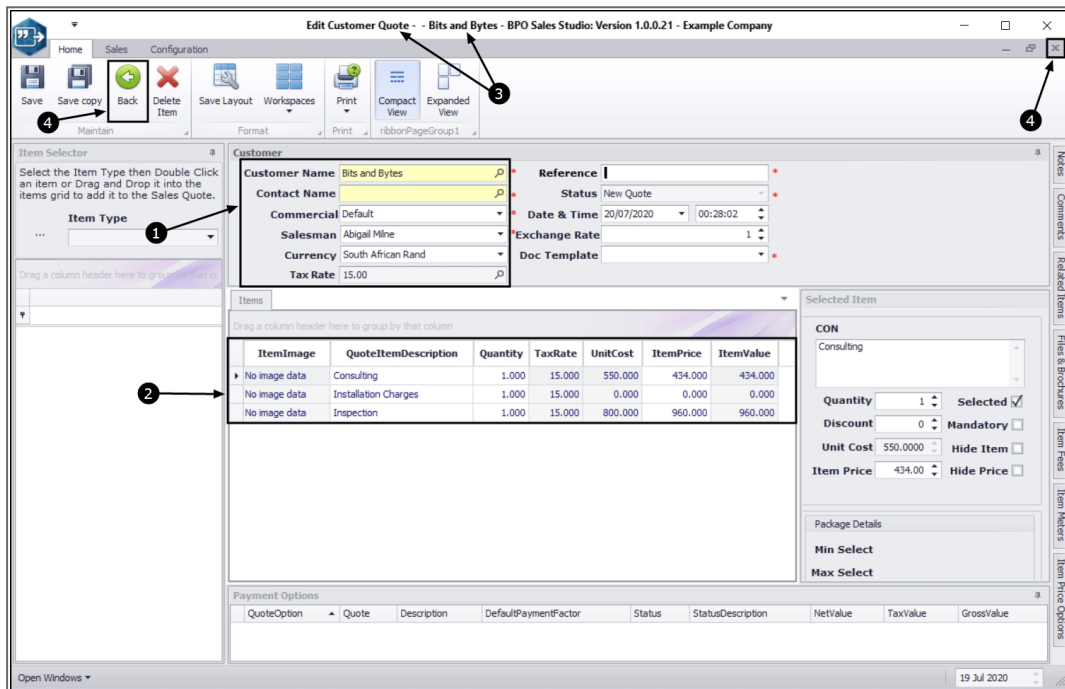 Edit Customer Quote - - Bits and Bytes - BPO Sales Studio: Version 1.0.0.21 - Example Company
Home Sales Configuration
3
Save Save copy Back Delete Item Save Layout Workspaces Print Compact View Expanded View
4
4
Maintain Format Print ribbonPageGroup1
Item Selector
Select the Item Type then Double Click
an item or Drag and Drop it into the
items grid to add it to the Sales Quote.
Item Type
...
1
Drag a column header here to group by that co
Customer
Customer Name Bits and Bytes * Reference *
Contact Name * Status New Quote *
Commercial Default * Date & Time 20/07/2020 00:28:02
Salesman Abigail Milne * Exchange Rate 1
Currency South African Rand Doc Template *
Tax Rate 15.00
Items
Drag a column header here to group by that column
ItemImage QuoteItemDescription Quantity TaxRate UnitCost ItemPrice ItemValue
No image data Consulting 1.000 15.000 550.000 434.000 434.000
2
No image data Installation Charges 1.000 15.000 0.000 0.000 0.000
No image data Inspection 1.000 15.000 800.000 960.000 960.000
Selected Item
CON
Consulting
Quantity 1 Selected
Discount 0 Mandatory
Unit Cost 550.0000 Hide Item
Item Price 434.00 Hide Price
Package Details
Min Select
Max Select
Payment Options
QuoteOption Quote Description DefaultPaymentFactor Status StatusDescription NetValue TaxValue GrossValue
Notes
Comments
Related Items
Files & Brochures
Item Fees
Item Meters
Item Price Options
Open Windows
19 Jul 2020